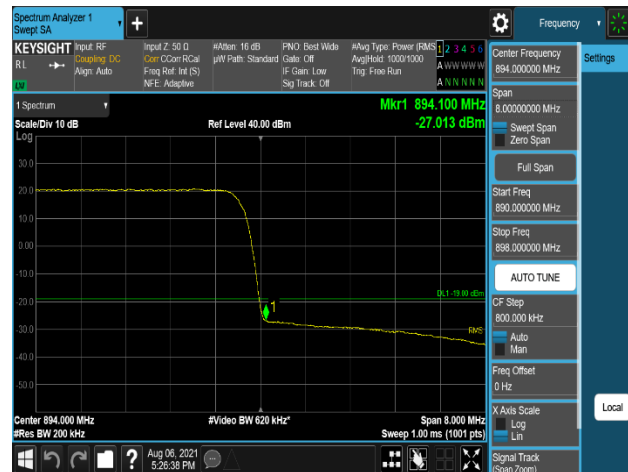 Spectrum Analyzer 1
Swept SA
Frequency
KEYSIGHT
RL
Input: RF
Coupling: DC
Align: Auto
Input Z: 50 Ω
Corr CCorr RCal
Freq Ref: Int (S)
NFE: Adaptive
#Atten: 16 dB
µW Path: Standard
PNO: Best Wide
Gate: Off
IF Gain: Low
Sig Track: Off
#Avg Type: Power (RMS
Avg|Hold: 1000/1000
Trig: Free Run
1 2 3 4 5 6
A W W W W W
A N N N N N
1 Spectrum
Scale/Div 10 dB
Log
Ref Level 40.00 dBm
Mkr1 894.100 MHz
-27.013 dBm
30.0
20.0
10.0
0.00
-10.0
-20.0
-30.0
-40.0
-50.0
DL1 -19.00 dBm
1
RMS
Center 894.000 MHz
#Res BW 200 kHz
#Video BW 620 kHz*
Span 8.000 MHz
Sweep 1.00 ms (1001 pts)
Center Frequency
894.000000 MHz
Span
8.00000000 MHz
Swept Span
Zero Span
Full Span
Start Freq
890.000000 MHz
Stop Freq
898.000000 MHz
AUTO TUNE
CF Step
800.000 kHz
Auto
Man
Freq Offset
0 Hz
X Axis Scale
Log
Lin
Signal Track
(Span Zoom)
Settings
Local
?
Aug 06, 2021
5:26:38 PM